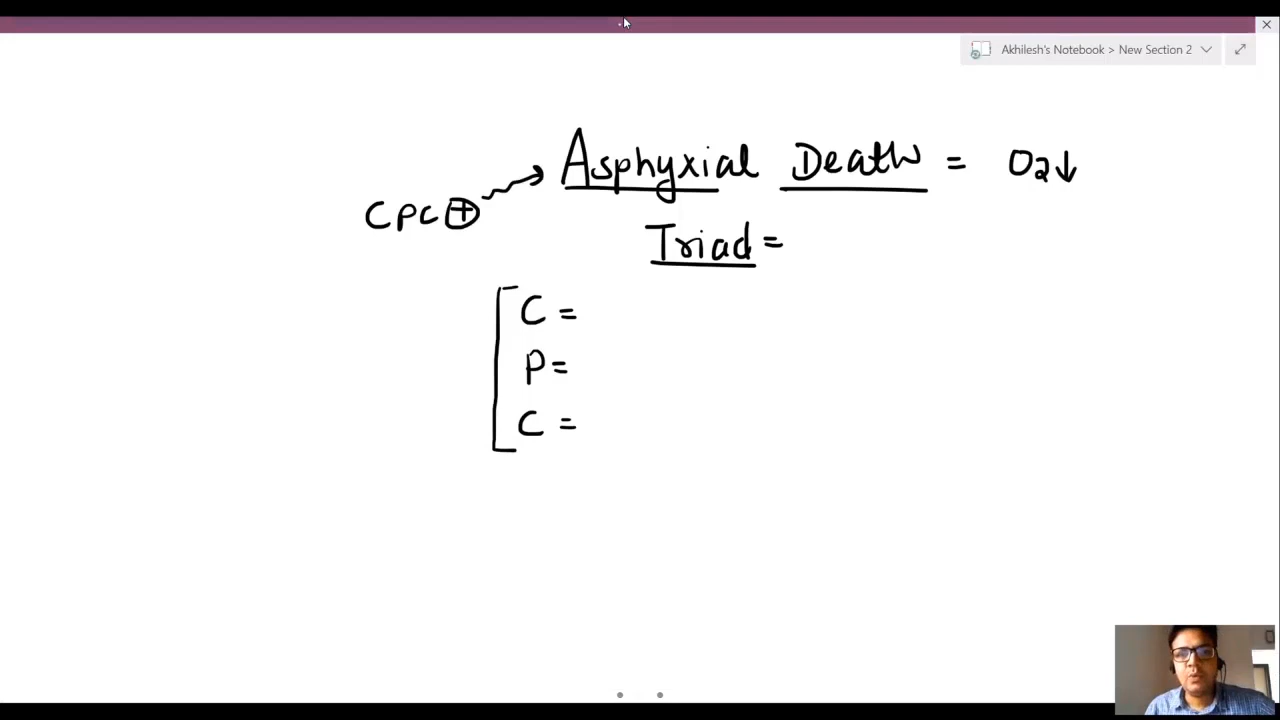 Akhilesh's Notebook > New Section 2
Asphyxial Death = O2↓
CPC⊕
Triad =
C =
P =
C =